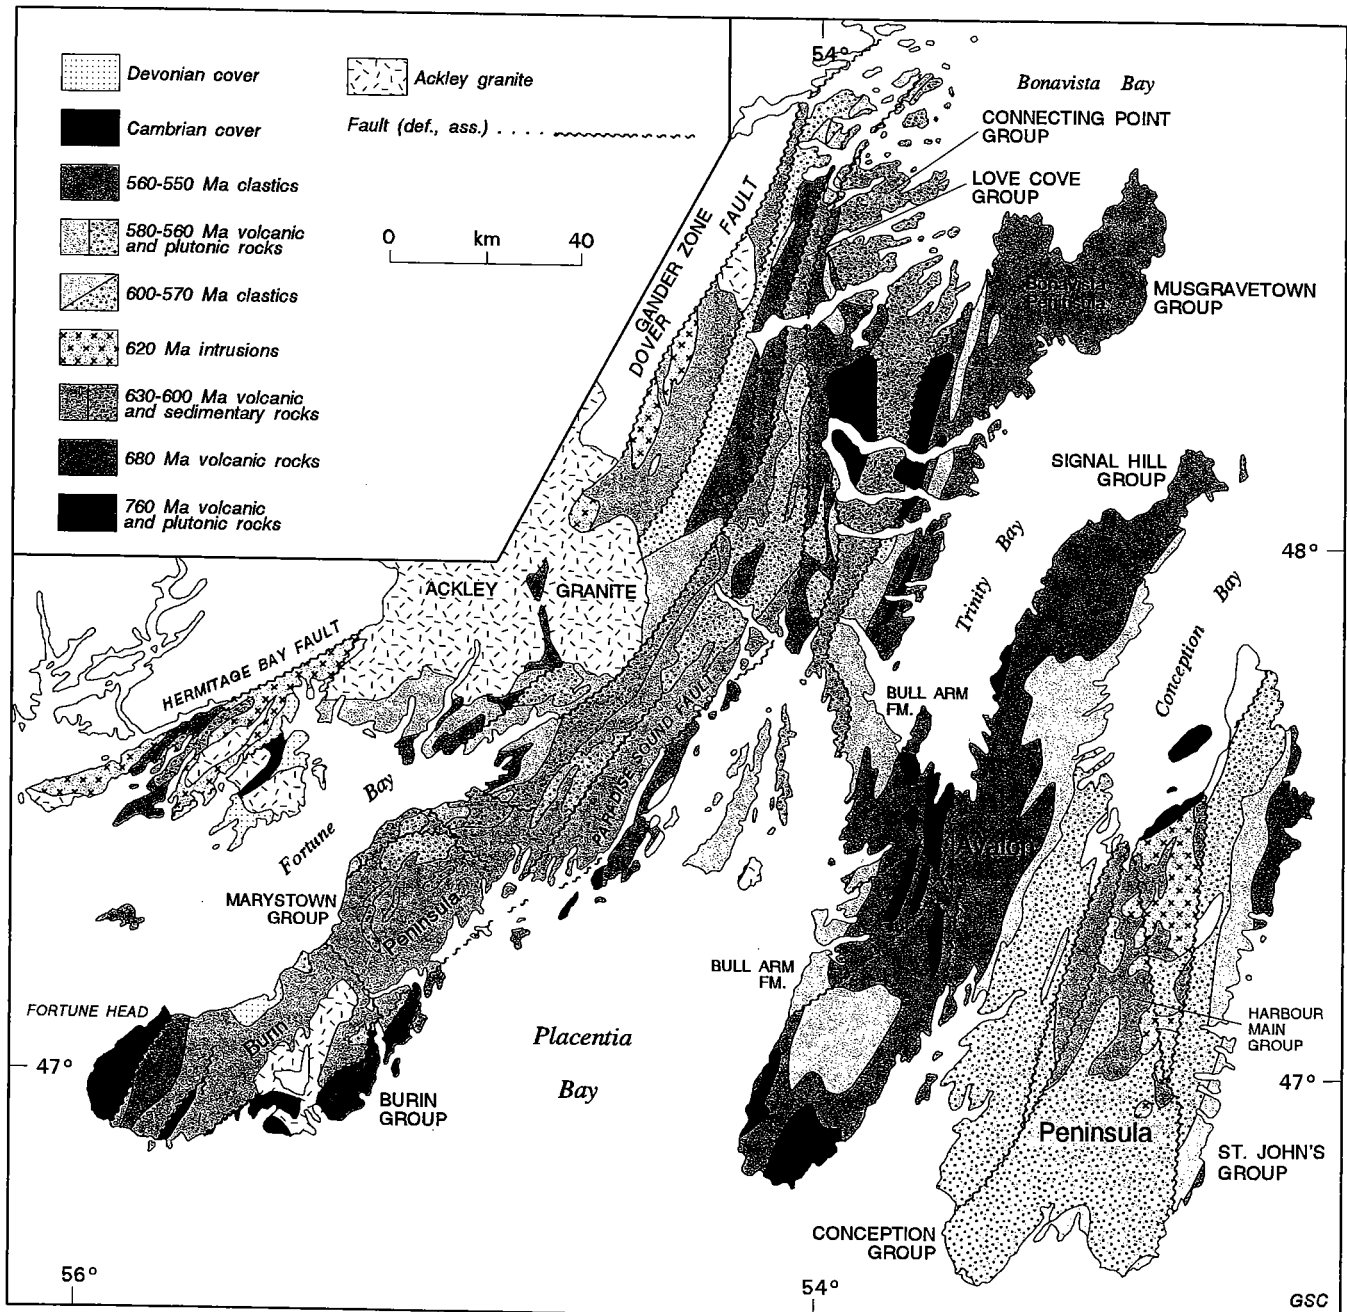 Devonian cover
Ackley granite
Cambrian cover
Fault (def., ass.) . . . .
560-550 Ma clastics
580-560 Ma volcanic
and plutonic rocks
600-570 Ma clastics
620 Ma intrusions
630-600 Ma volcanic
and sedimentary rocks
680 Ma volcanic rocks
760 Ma volcanic
and plutonic rocks
0 km 40
54°
Bonavista Bay
CONNECTING POINT
GROUP
LOVE COVE
GROUP
GANDER ZONE
DOVER FAULT
Bonavista
Peninsula
MUSGRAVETOWN
GROUP
SIGNAL HILL
GROUP
48°
Trinity Bay
Conception Bay
ACKLEY GRANITE
HERMITAGE BAY FAULT
BULL ARM
FM.
PARADISE SOUND FAULT
Fortune Bay
Avalon
MARYSTOWN
GROUP
Peninsula
BULL ARM
FM.
FORTUNE HEAD
Burin
HARBOUR
MAIN
GROUP
Placentia
Bay
47°
47°
BURIN
GROUP
Peninsula
ST. JOHN'S
GROUP
CONCEPTION
GROUP
56°
54°
GSC